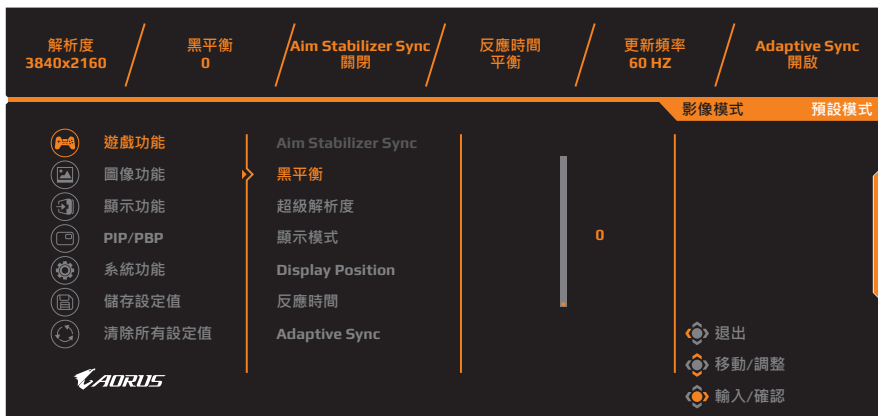 解析度
3840x2160
黑平衡
0
Aim Stabilizer Sync
關閉
反應時間
平衡
更新頻率
60 HZ
Adaptive Sync
開啟
影像模式 預設模式
遊戲功能
圖像功能
顯示功能
PIP/PBP
系統功能
儲存設定值
清除所有設定值
Aim Stabilizer Sync
黑平衡
超級解析度
顯示模式
Display Position
反應時間
Adaptive Sync
0
退出
移動/調整
輸入/確認
AORUS